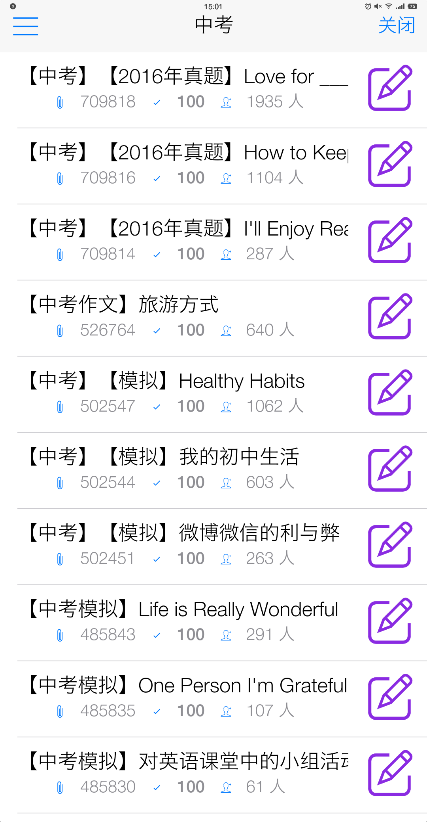 15:01
中考
关闭
【中考】【2016年真题】Love for ___
709818 100 1935 人
【中考】【2016年真题】How to Keep
709816 100 1104 人
【中考】【2016年真题】I'll Enjoy Rea
709814 100 287 人
【中考作文】旅游方式
526764 100 640 人
【中考】【模拟】Healthy Habits
502547 100 1062 人
【中考】【模拟】我的初中生活
502544 100 603 人
【中考】【模拟】微博微信的利与弊
502451 100 263 人
【中考模拟】Life is Really Wonderful
485843 100 291 人
【中考模拟】One Person I'm Grateful
485835 100 107 人
【中考模拟】对英语课堂中的小组活动
485830 100 61 人